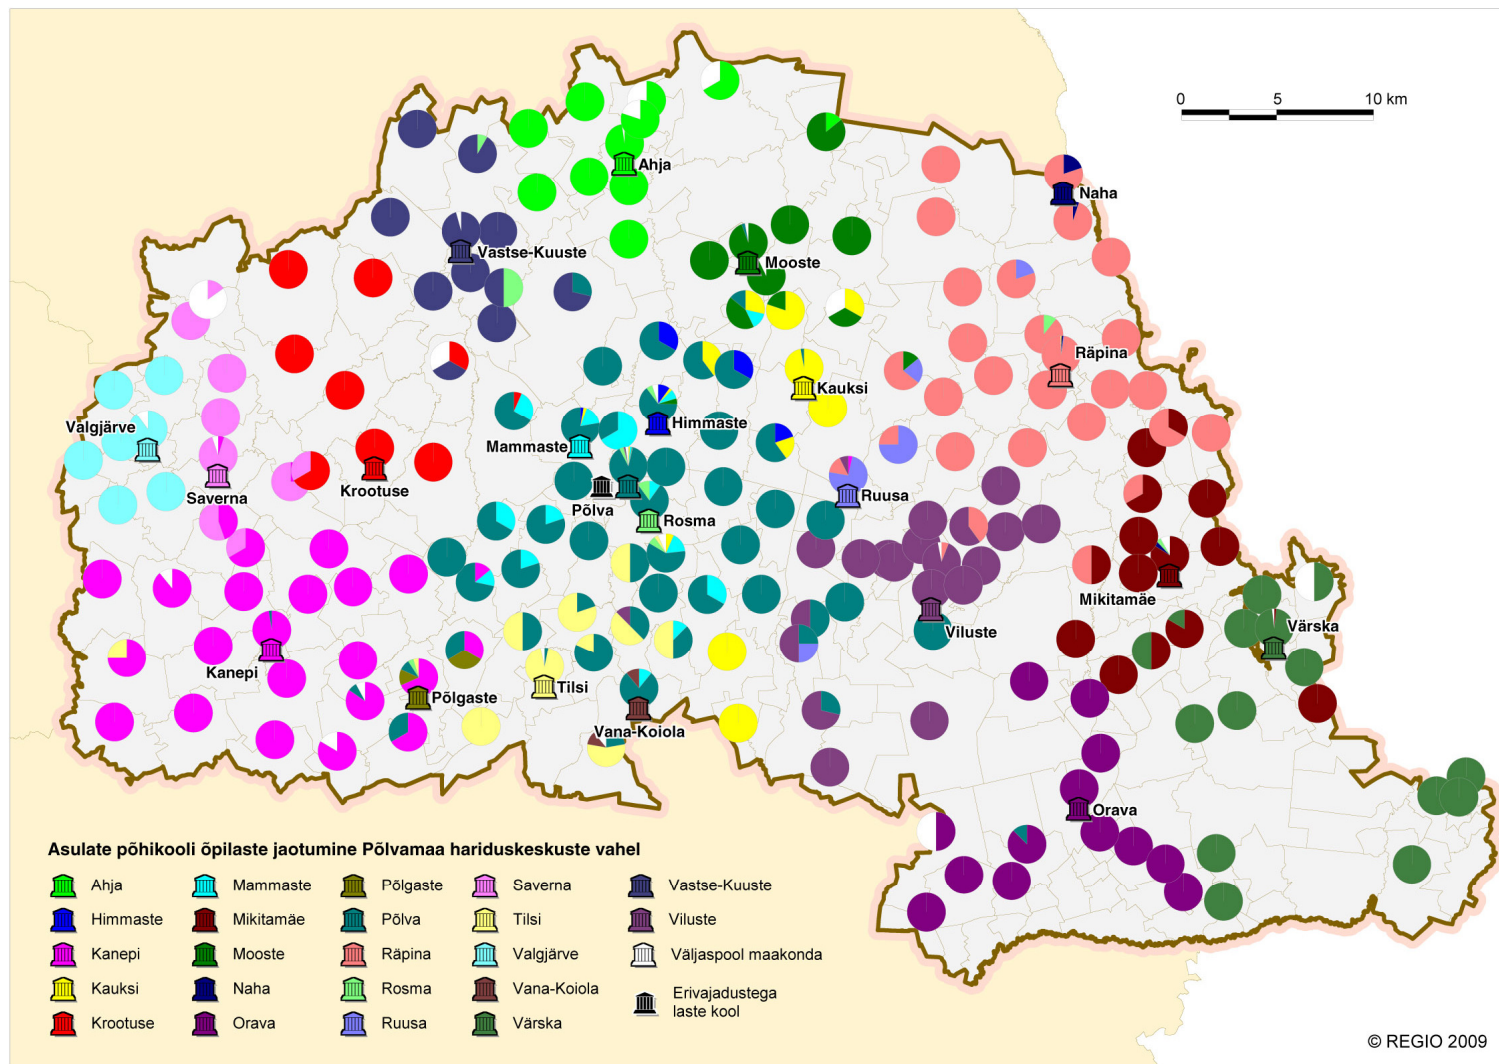 0 5 10 km
Ahja
Naha
Vastse-Kuuste
Mooste
Räpina
Kauksi
Valgjärve
Himmaste
Mammaste
Saverna
Krootuse
Ruusa
Põlva
Rosma
Mikitamäe
Viluste
Värska
Kanepi
Tilsi
Põlgaste
Vana-Koiola
Orava
Asulate põhikooli õpilaste jaotumine Põlvamaa hariduskeskuste vahel
Ahja Mammaste Põlgaste Saverna Vastse-Kuuste
Himmaste Mikitamäe Põlva Tilsi Viluste
Kanepi Mooste Räpina Valgjärve Väljaspool maakonda
Kauksi Naha Rosma Vana-Koiola Erivajadustega
laste kool
Krootuse Orava Ruusa Värska
© REGIO 2009